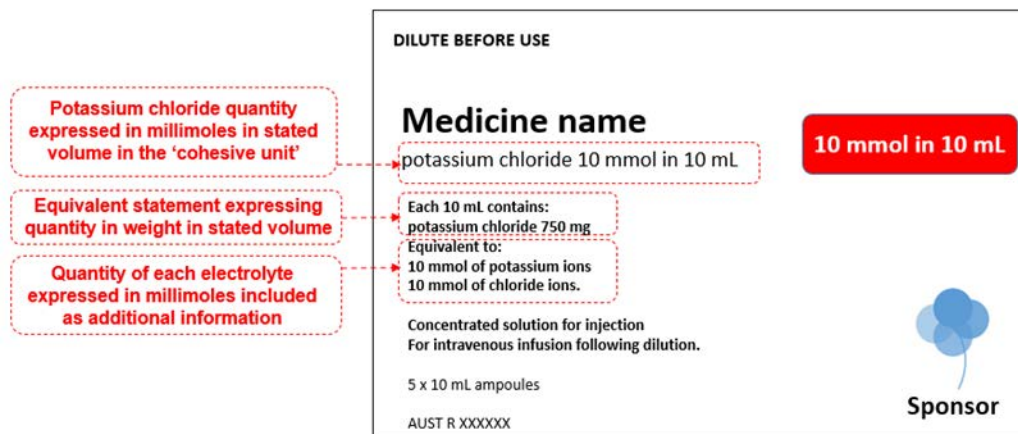 DILUTE BEFORE USE
Potassium chloride quantity
expressed in millimoles in stated
volume in the ‘cohesive unit’
Medicine name
potassium chloride 10 mmol in 10 mL
10 mmol in 10 mL
Equivalent statement expressing
quantity in weight in stated volume
Each 10 mL contains:
potassium chloride 750 mg
Quantity of each electrolyte
expressed in millimoles included
as additional information
Equivalent to:
10 mmol of potassium ions
10 mmol of chloride ions.
Concentrated solution for injection
For intravenous infusion following dilution.
5 x 10 mL ampoules
AUST R XXXXXX
Sponsor